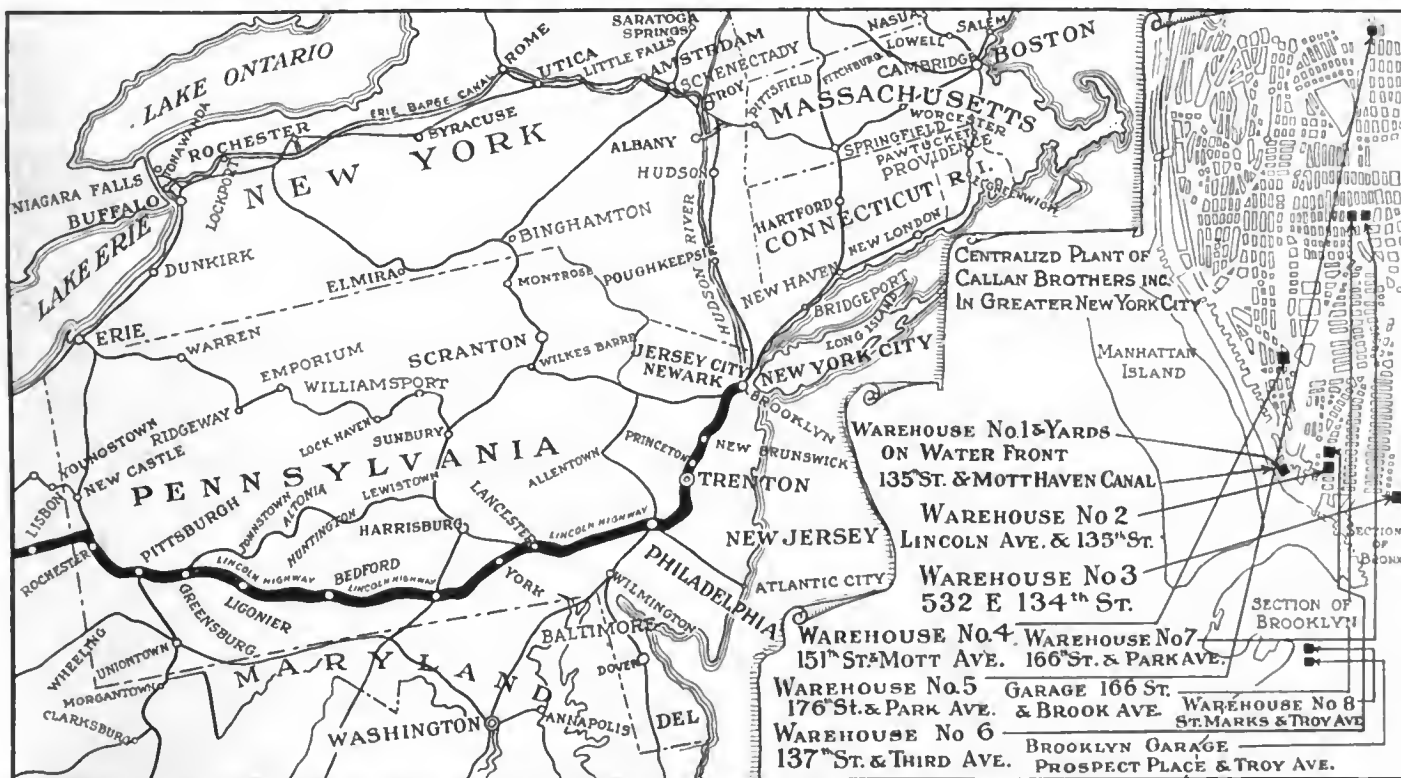 LAKE ONTARIO
NIAGARA FALLS
TONAWANDA
ROCHESTER
LOCKPORT
BUFFALO
LAKE ERIE
DUNKIRK
ERIE
ERIE BARGE CANAL
SYRACUSE
ROME
UTICA
LITTLE FALLS
SARATOGA
SPRINGS
AMSTERDAM
SCHENECTADY
TROY
NEW YORK
ALBANY
HUDSON
HUDSON RIVER
POUGHKEEPSI
BINGHAMTON
ELMIRA
MONTROSE
PITTSFIELD
FITCHBURG
NASUA
LOWELL
SALEM
CAMBRIDGE
BOSTON
MASSACHUSETTS
WORCESTER
SPRINGFIELD
PAWTUCKET
PROVIDENCE
R.I.
E. GREENWICH
HARTFORD
CONNECTICUT
NEW LONDON
NEW HAVEN
BRIDGEPORT
LONG ISLAND
NEW YORK CITY
JERSEY CITY
NEWARK
BROOKLYN
WARREN
EMPORIUM
RIDGEWAY
WILLIAMSPORT
LOCK HAVEN
SUNBURY
SCRANTON
WILKES BARRE
ALLENTOWN
PRINCETON
NEW BRUNSWICK
TRENTON
NEW JERSEY
ATLANTIC CITY
PHILADELPHIA
PENNSYLVANIA
LISBON
YOUNGSTOWN
NEW CASTLE
ROCHESTER
PITTSBURGH
JOHNSTOWN
ALTONIA
HUNTINGTON
LEWISTOWN
HARRISBURG
LANCASTER
LINCOLN HIGHWAY
LINCOLN HIGHWAY
LINCOLN HIGHWAY
GREENSBURG
LIGONIER
BEDFORD
YORK
WHEELING
UNIONTOWN
MORGANTOWN
CLARKSBURG
MARYLAND
WASHINGTON
BALTIMORE
ANNAPOLIS
WILMINGTON
DOVER
DEL
CENTRALIZD PLANT OF
CALLAN BROTHERS INC.
IN GREATER NEW YORK CITY
MANHATTAN
ISLAND
WAREHOUSE No.1 & YARDS
ON WATER FRONT
135th ST. & MOTT HAVEN CANAL
WAREHOUSE No 2
LINCOLN AVE. & 135th ST.
WAREHOUSE No 3
532 E 134th ST.
SECTION
OF
BRONX
SECTION OF
BROOKLYN
WAREHOUSE No.4
151th ST. & MOTT AVE.
WAREHOUSE No 7
166th ST. & PARK AVE.
WAREHOUSE No.5
176th St. & PARK AVE.
GARAGE 166 ST.
& BROOK AVE.
WAREHOUSE No 8
ST. MARKS & TROY AVE
WAREHOUSE No 6
137th ST. & THIRD AVE.
BROOKLYN GARAGE
PROSPECT PLACE & TROY AVE.